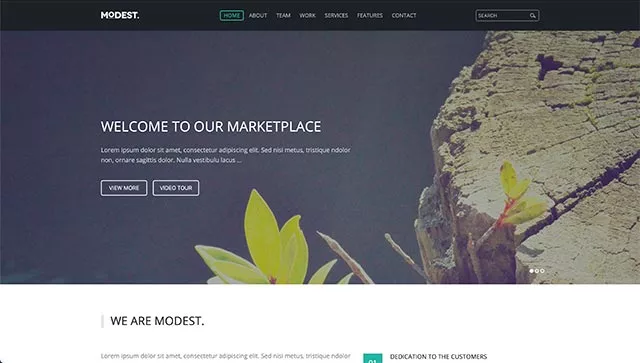 MODEST.
HOME ABOUT TEAM WORK SERVICES FEATURES CONTACT
SEARCH
WELCOME TO OUR MARKETPLACE
Lorem ipsum dolor sit amet, consectetur adipiscing elit. Sed nisi metus, tristique ndolor
non, ornare sagittis dolor. Nulla vestibulu lacus ...
VIEW MORE VIDEO TOUR
WE ARE MODEST.
Lorem ipsum dolor sit amet, consectetur adipiscing elit. Sed nisi metus, tristique
01 DEDICATION TO THE CUSTOMERS